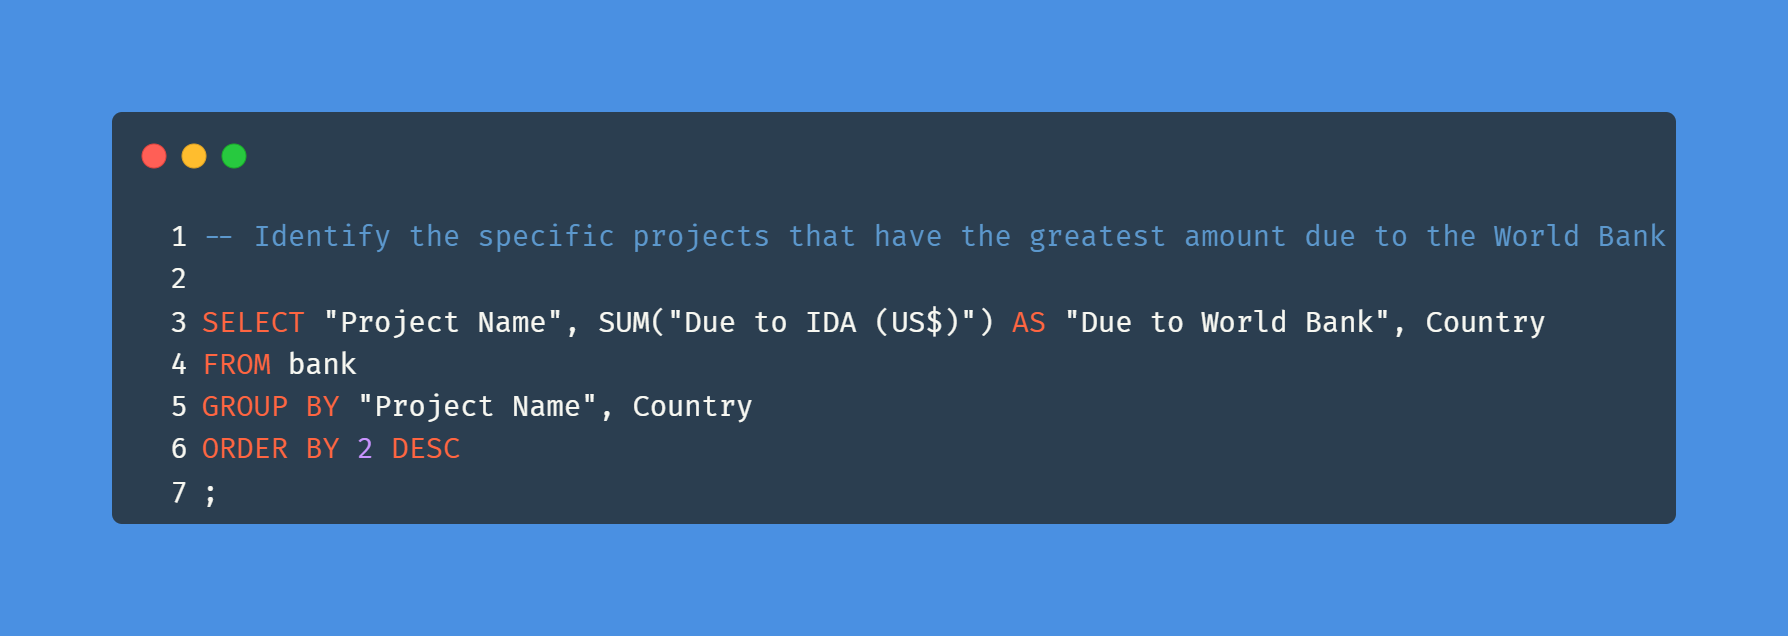 1 -- Identify the specific projects that have the greatest amount due to the World Bank
2
3 SELECT "Project Name", SUM("Due to IDA (US$)") AS "Due to World Bank", Country
4 FROM bank
5 GROUP BY "Project Name", Country
6 ORDER BY 2 DESC
7 ;